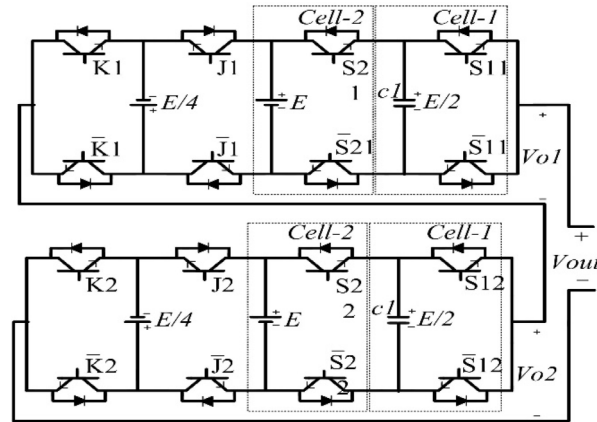 Cell-2 Cell-1
K1 J1 S2 1 S11
E/4 E c1 E/2
K̅1 J̅1 S̅21 S̅11 Vo1
+
−
Cell-2 Cell-1
+
Vout
−
K2 J2 S2 2 S12
E/4 E c1 E/2
+
K̅2 J̅2 S̅2 2 S̅12 Vo2
−